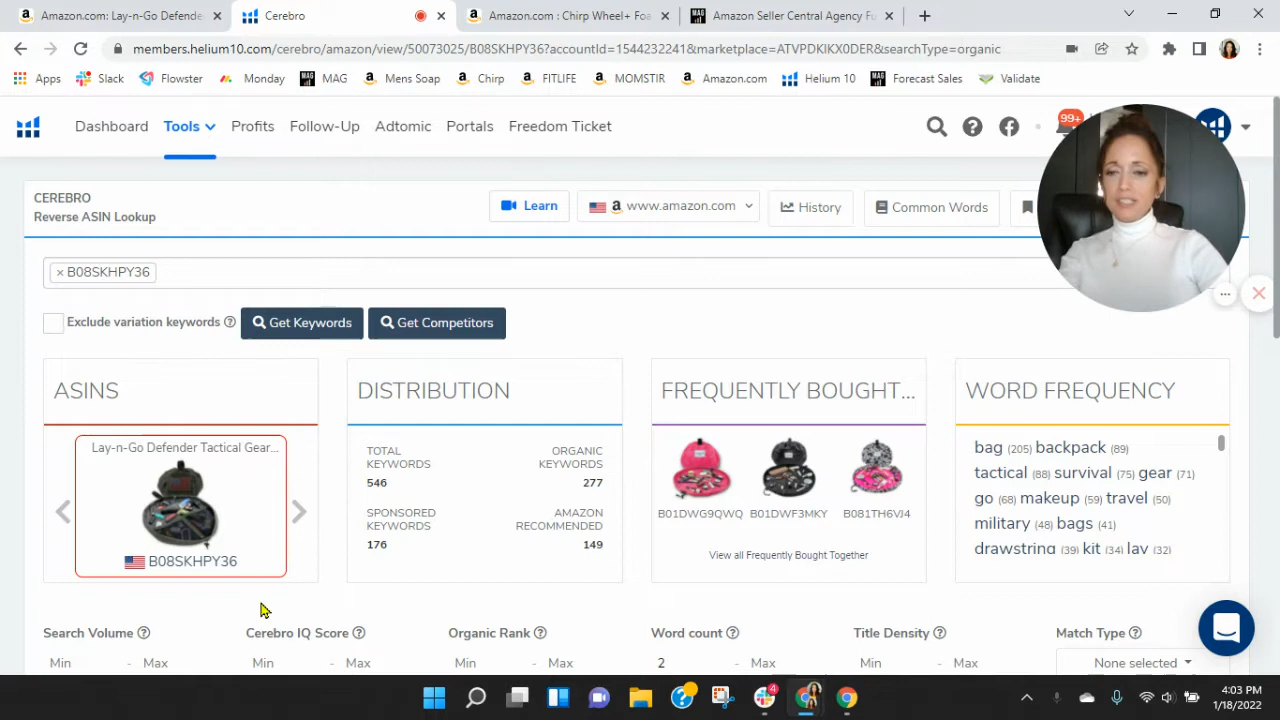 Amazon.com: Lay-n-Go Defende
Cerebro
Amazon.com : Chirp Wheel+ Foa
Amazon Seller Central Agency Fu
members.helium10.com/cerebro/amazon/view/50073025/B08SKHPY36?accountId=1544232241&marketplace=ATVPDKIKX0DER&searchType=organic
Apps
Slack
Flowster
Monday
MAG
Mens Soap
Chirp
FITLIFE
MOMSTIR
Amazon.com
Helium 10
Forecast Sales
Validate
Dashboard
Tools
Profits
Follow-Up
Adtomic
Portals
Freedom Ticket
99+
CEREBRO
Reverse ASIN Lookup
Learn
www.amazon.com
History
Common Words
× B08SKHPY36
Exclude variation keywords
Get Keywords
Get Competitors
ASINS
Lay-n-Go Defender Tactical Gear...
B08SKHPY36
DISTRIBUTION
TOTAL KEYWORDS
546
ORGANIC KEYWORDS
277
SPONSORED KEYWORDS
176
AMAZON RECOMMENDED
149
FREQUENTLY BOUGHT...
B01DWG9QWQ B01DWF3MKY B081TH6VJ4
View all Frequently Bought Together
WORD FREQUENCY
bag (205) backpack (89)
tactical (88) survival (75) gear (71)
go (68) makeup (59) travel (50)
military (48) bags (41)
drawstring (39) kit (34) lay (32)
Search Volume
Min - Max
Cerebro IQ Score
Min - Max
Organic Rank
Min - Max
Word count
2 - Max
Title Density
Min - Max
Match Type
None selected
4
4:03 PM
1/18/2022